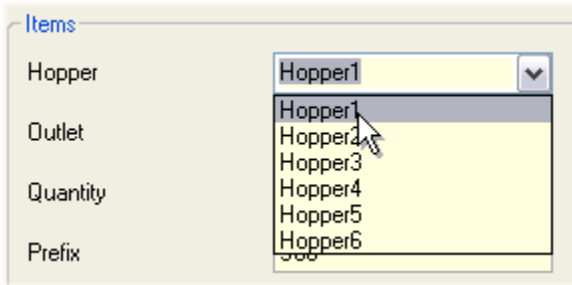 Items
Hopper Hopper1
Hopper1
Outlet Hopper2
Hopper3
Quantity Hopper4
Hopper5
Prefix Hopper6